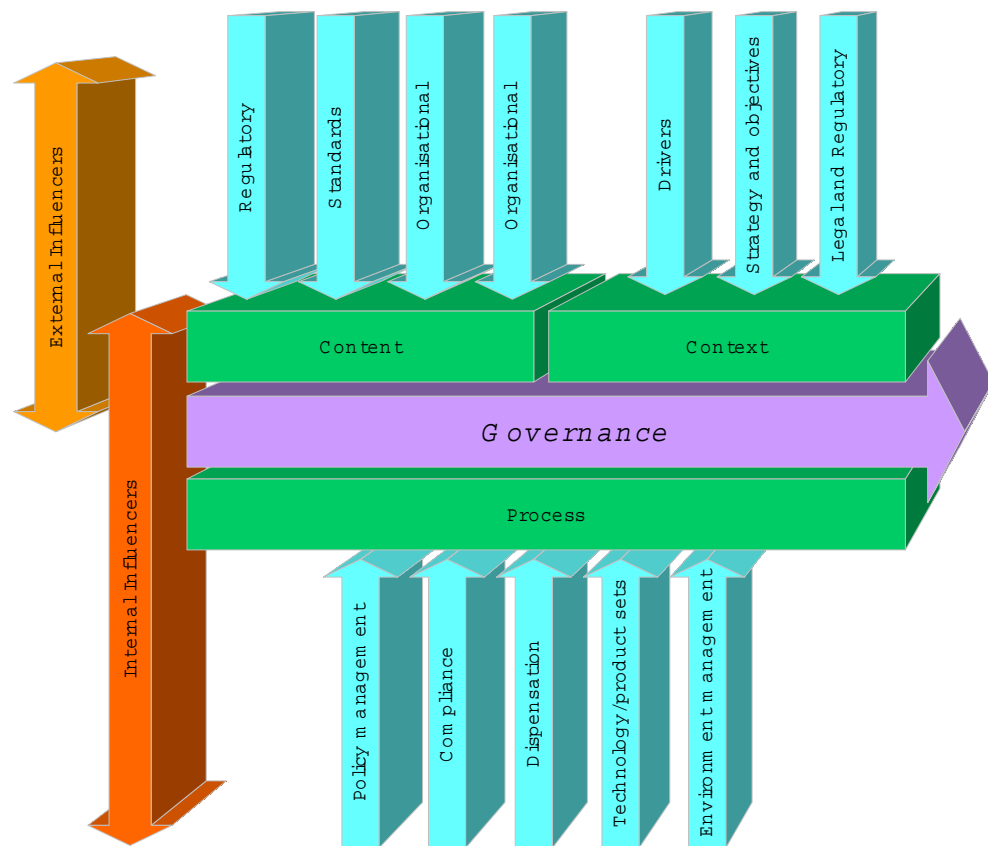 External Influencers
Internal Influencers
Regulatory
Standards
Organisational
Organisational
Drivers
Strategy and objectives
Legal and Regulatory
Content
Context
Governance
Process
Policy management
Compliance
Dispensation
Technology/product sets
Environment management